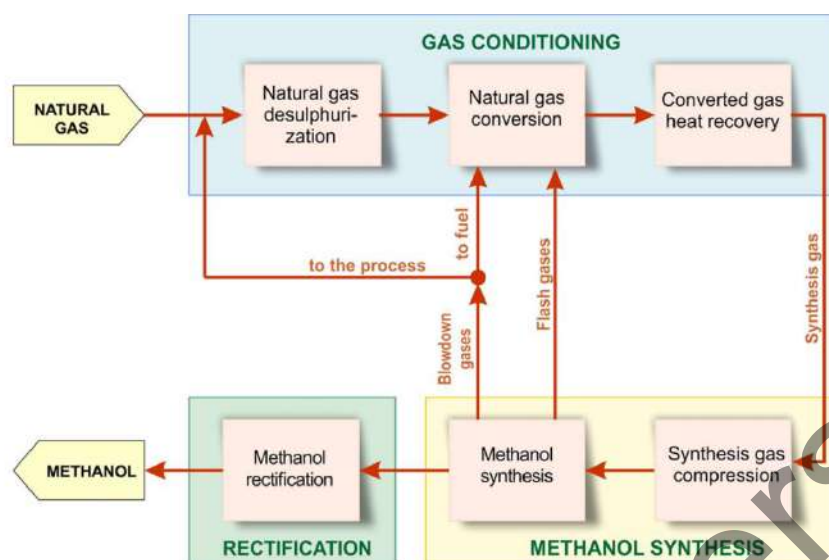 GAS CONDITIONING
NATURAL
GAS
Natural gas
desulphuri-
zation
Natural gas
conversion
Converted gas
heat recovery
to the process
to fuel
Blowdown
gases
Flash gases
Synthesis gas
METHANOL
Methanol
rectification
Methanol
synthesis
Synthesis gas
compression
RECTIFICATION
METHANOL SYNTHESIS